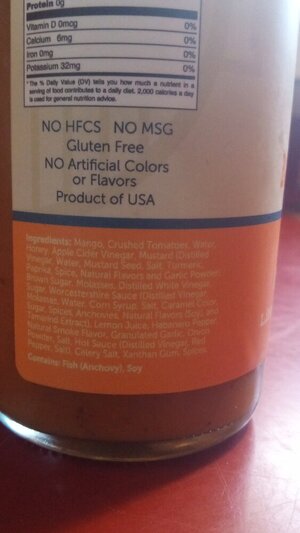 Protein 0g
Vitamin D 0mcg 0%
Calcium 6mg 0%
Iron 0mg 0%
Potassium 32mg 0%
* The % Daily Value (DV) tells you how much a nutrient in a
serving of food contributes to a daily diet. 2,000 calories a day
is used for general nutrition advice.
NO HFCS NO MSG
Gluten Free
NO Artificial Colors
or Flavors
Product of USA
Ingredients: Mango, Crushed Tomatoes, Water,
Honey, Apple Cider Vinegar, Mustard (Distilled
Vinegar, Water, Mustard Seed, Salt, Turmeric,
Paprika, Spice, Natural Flavors and Garlic Powder),
Brown Sugar, Molasses, Distilled White Vinegar,
Sugar, Worcestershire Sauce (Distilled Vinegar,
Molasses, Water, Corn Syrup, Salt, Caramel Color,
Sugar, Spices, Anchovies, Natural Flavors (Soy), and
Tamarind Extract), Lemon Juice, Habanero Pepper,
Natural Smoke Flavor, Granulated Garlic, Onion
Powder, Salt, Hot Sauce (Distilled Vinegar, Red
Pepper, Salt), Celery Salt, Xanthan Gum, Spices.
Contains: Fish (Anchovy), Soy